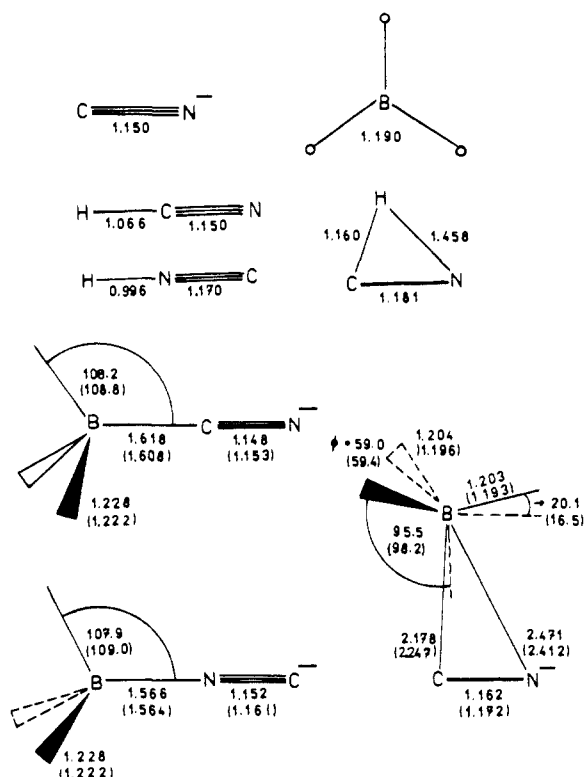 C N −
1.150
B
1.190
H C N
1.066 1.150
H N C
0.996 1.170
H
1.160 1.458
C N
1.181
108.2
(108.8)
B C N −
1.618 1.148
(1.608) (1.153)
1.228
(1.222)
107.9
(109.0)
B N C −
1.566 1.152
(1.564) (1.161)
1.228
(1.222)
ϕ = 59.0
(59.4)
1.204
(1.196)
1.203
(1.193)
20.1
(16.5)
B
95.5
(98.2)
2.178 2.471
(2.247) (2.412)
C N −
1.162
(1.192)